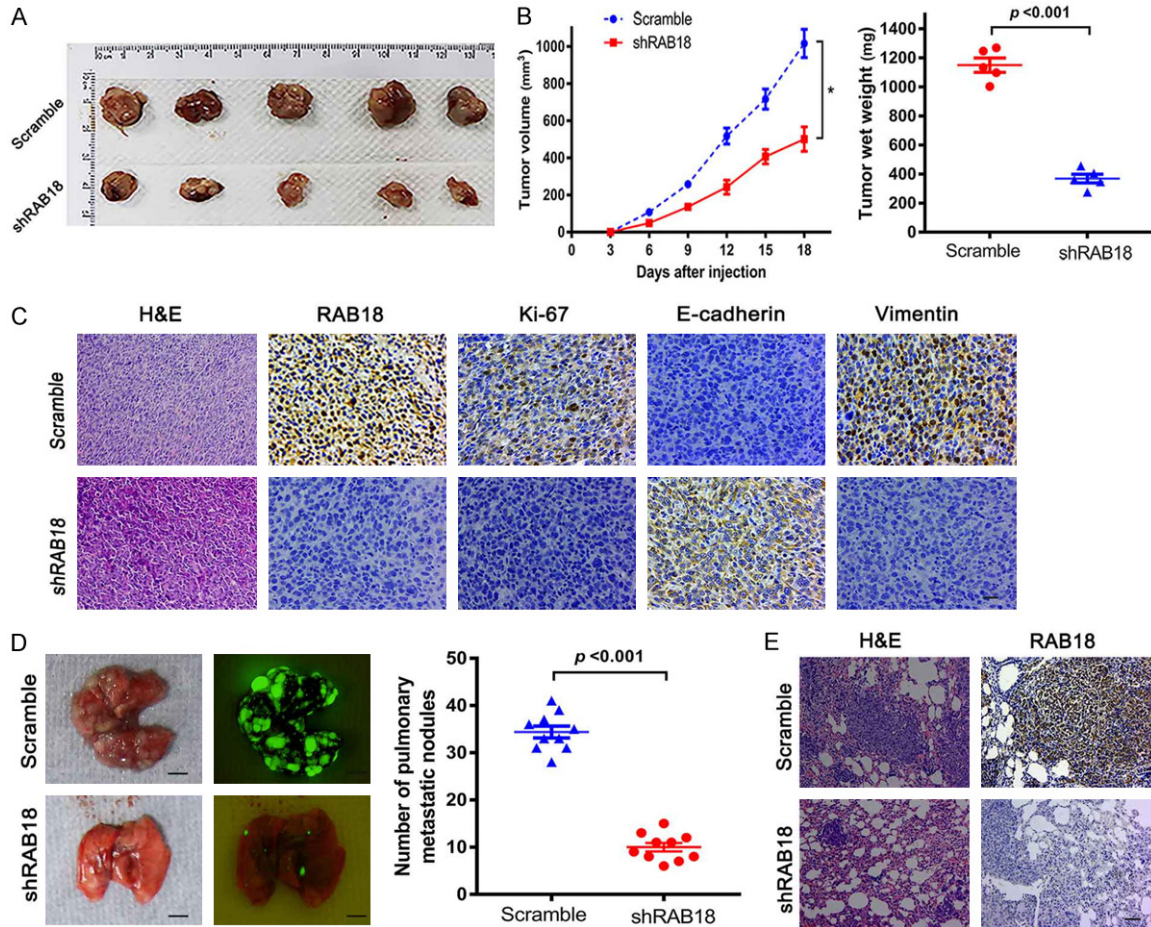 A
Scramble
shRAB18
B
Scramble
shRAB18
Tumor volume (mm³)
1000
800
600
400
200
0
*
0 3 6 9 12 15 18
Days after injection
p <0.001
Tumor wet weight (mg)
1400
1200
1000
800
600
400
200
0
Scramble shRAB18
C
H&E RAB18 Ki-67 E-cadherin Vimentin
Scramble
shRAB18
D
Scramble
shRAB18
p <0.001
Number of pulmonary
metastatic nodules
50
40
30
20
10
0
Scramble shRAB18
E
H&E RAB18
Scramble
shRAB18